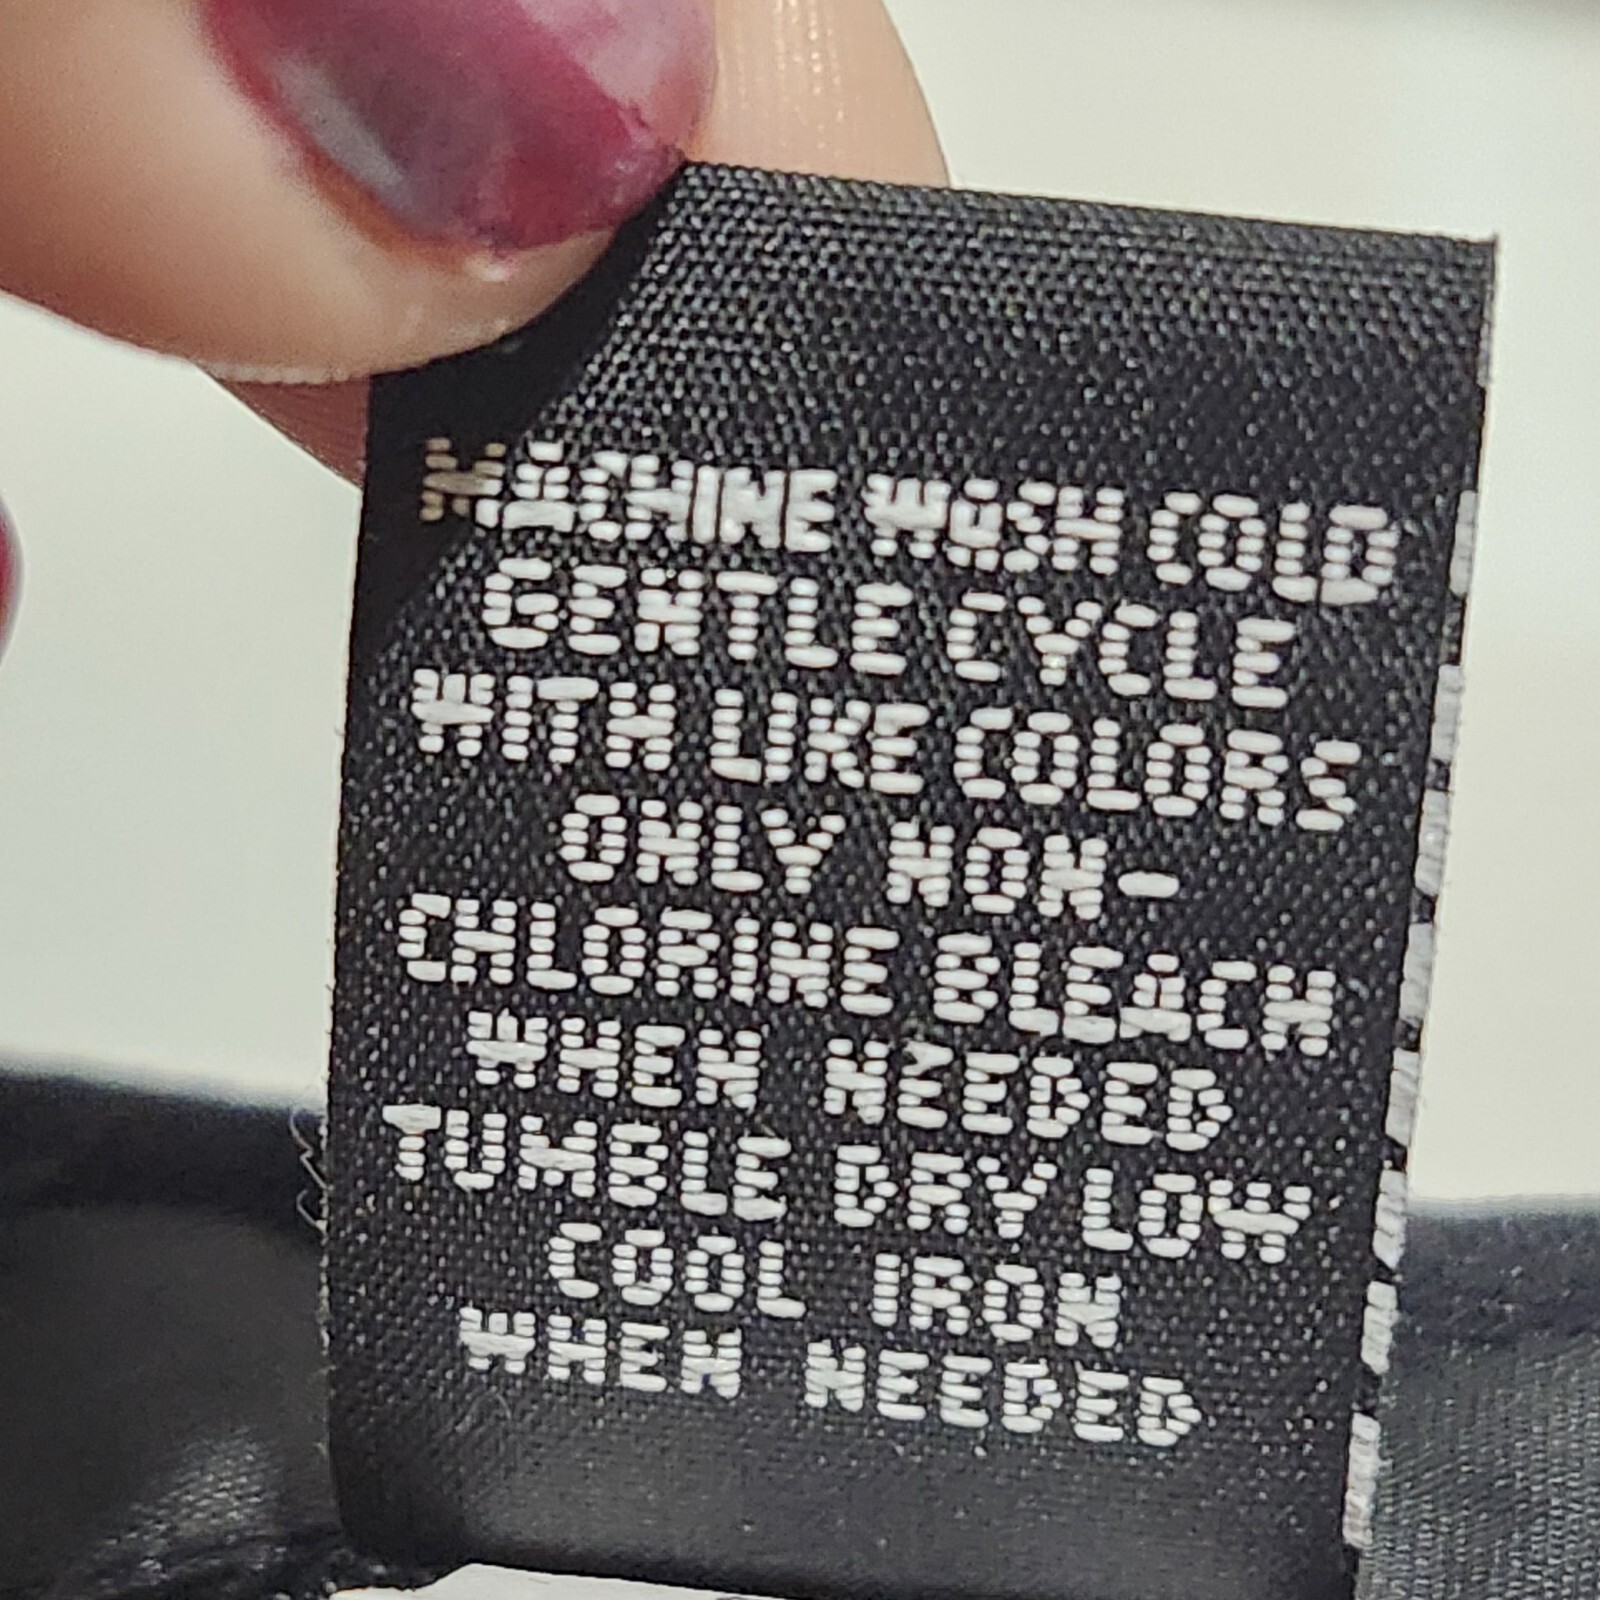 MACHINE WASH COLD
GENTLE CYCLE
WITH LIKE COLORS
ONLY NON-
CHLORINE BLEACH
WHEN NEEDED
TUMBLE DRY LOW
COOL IRON
WHEN NEEDED